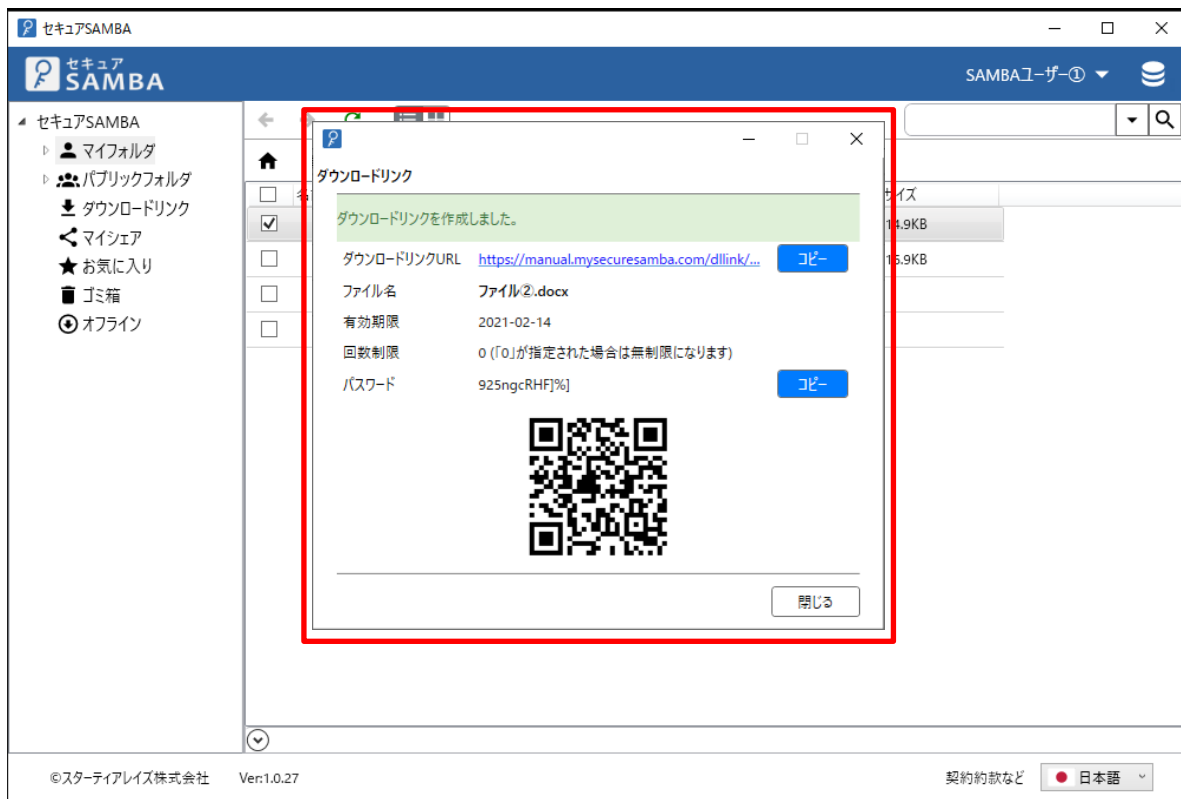 セキュアSAMBA
セキュア
SAMBA
SAMBAユーザー①
セキュアSAMBA
マイフォルダ
パブリックフォルダ
ダウンロードリンク
マイシェア
お気に入り
ゴミ箱
オフライン
サイズ
14.9KB
15.9KB
ダウンロードリンク
ダウンロードリンクを作成しました。
ダウンロードリンクURL https://manual.mysecuresamba.com/dllink/... コピー
ファイル名 ファイル②.docx
有効期限 2021-02-14
回数制限 0 (「0」が指定された場合は無制限になります)
パスワード 925ngcRHF]%] コピー
閉じる
©スターティアレイズ株式会社 Ver:1.0.27 契約約款など 日本語